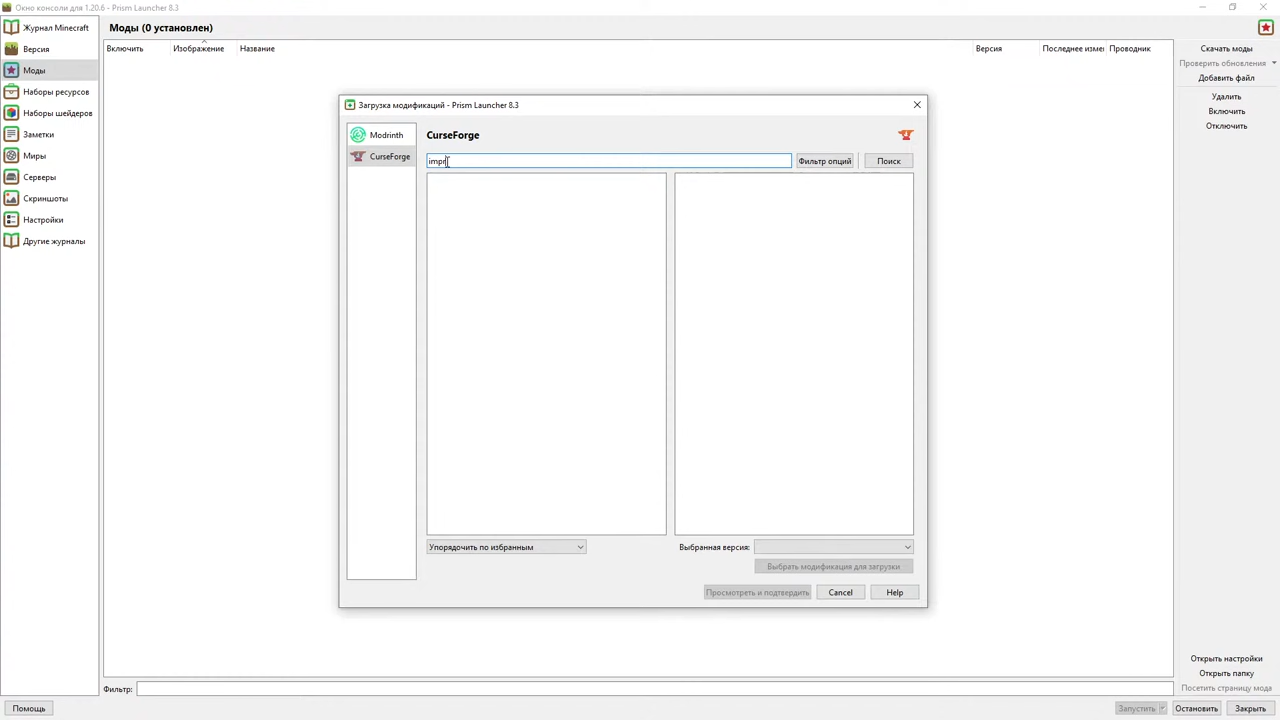 Окно консоли для 1.20.6 - Prism Launcher 8.3
Журнал Minecraft
Версия
Моды
Наборы ресурсов
Наборы шейдеров
Заметки
Миры
Серверы
Скриншоты
Настройки
Другие журналы
Моды (0 установлен)
Включить Изображение Название Версия Последнее изме Проводник
Загрузка модификаций - Prism Launcher 8.3
Modrinth
CurseForge
CurseForge
impr
Фильтр опций
Поиск
Упорядочить по избранным
Выбранная версия:
Выбрать модификация для загрузки
Просмотреть и подтвердить
Cancel
Help
Скачать моды
Проверить обновления
Добавить файл
Удалить
Включить
Отключить
Открыть настройки
Открыть папку
Посетить страницу мода
Фильтр:
Помощь
Запустить
Остановить
Закрыть